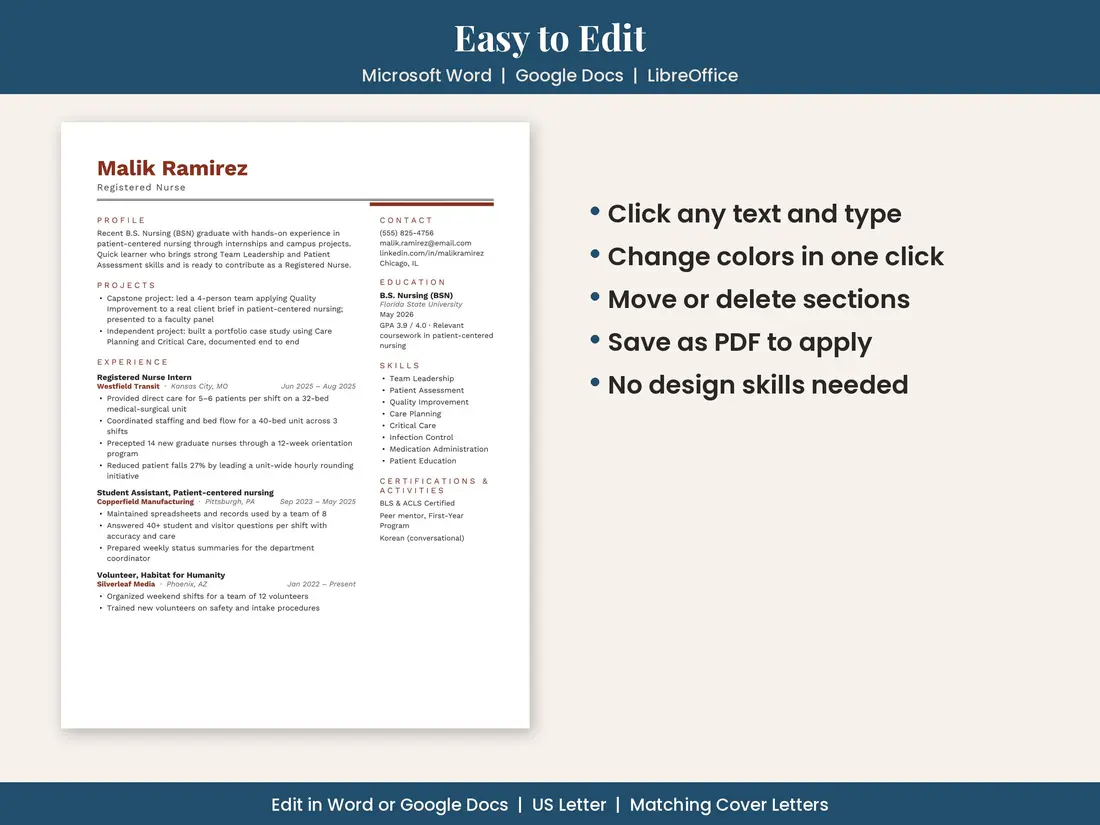 Easy to Edit
Microsoft Word | Google Docs | LibreOffice
Malik Ramirez
Registered Nurse
PROFILE
Recent B.S. Nursing (BSN) graduate with hands-on experience in
patient-centered nursing through internships and campus projects.
Quick learner who brings strong Team Leadership and Patient
Assessment skills and is ready to contribute as a Registered Nurse.
PROJECTS
• Capstone project: led a 4-person team applying Quality
Improvement to a real client brief in patient-centered nursing;
presented to a faculty panel
• Independent project: built a portfolio case study using Care
Planning and Critical Care, documented end to end
EXPERIENCE
Registered Nurse Intern
Westfield Transit · Kansas City, MO Jun 2025 – Aug 2025
• Provided direct care for 5–6 patients per shift on a 32-bed
medical-surgical unit
• Coordinated staffing and bed flow for a 40-bed unit across 3
shifts
• Precepted 14 new graduate nurses through a 12-week orientation
program
• Reduced patient falls 27% by leading a unit-wide hourly rounding
initiative
Student Assistant, Patient-centered nursing
Copperfield Manufacturing · Pittsburgh, PA Sep 2023 – May 2025
• Maintained spreadsheets and records used by a team of 8
• Answered 40+ student and visitor questions per shift with
accuracy and care
• Prepared weekly status summaries for the department
coordinator
Volunteer, Habitat for Humanity
Silverleaf Media · Phoenix, AZ Jan 2022 – Present
• Organized weekend shifts for a team of 12 volunteers
• Trained new volunteers on safety and intake procedures
CONTACT
(555) 825-4756
malik.ramirez@email.com
linkedin.com/in/malikramirez
Chicago, IL
EDUCATION
B.S. Nursing (BSN)
Florida State University
May 2026
GPA 3.9 / 4.0 · Relevant
coursework in patient-centered
nursing
SKILLS
• Team Leadership
• Patient Assessment
• Quality Improvement
• Care Planning
• Critical Care
• Infection Control
• Medication Administration
• Patient Education
CERTIFICATIONS &
ACTIVITIES
BLS & ACLS Certified
Peer mentor, First-Year
Program
Korean (conversational)
• Click any text and type
• Change colors in one click
• Move or delete sections
• Save as PDF to apply
• No design skills needed
Edit in Word or Google Docs | US Letter | Matching Cover Letters